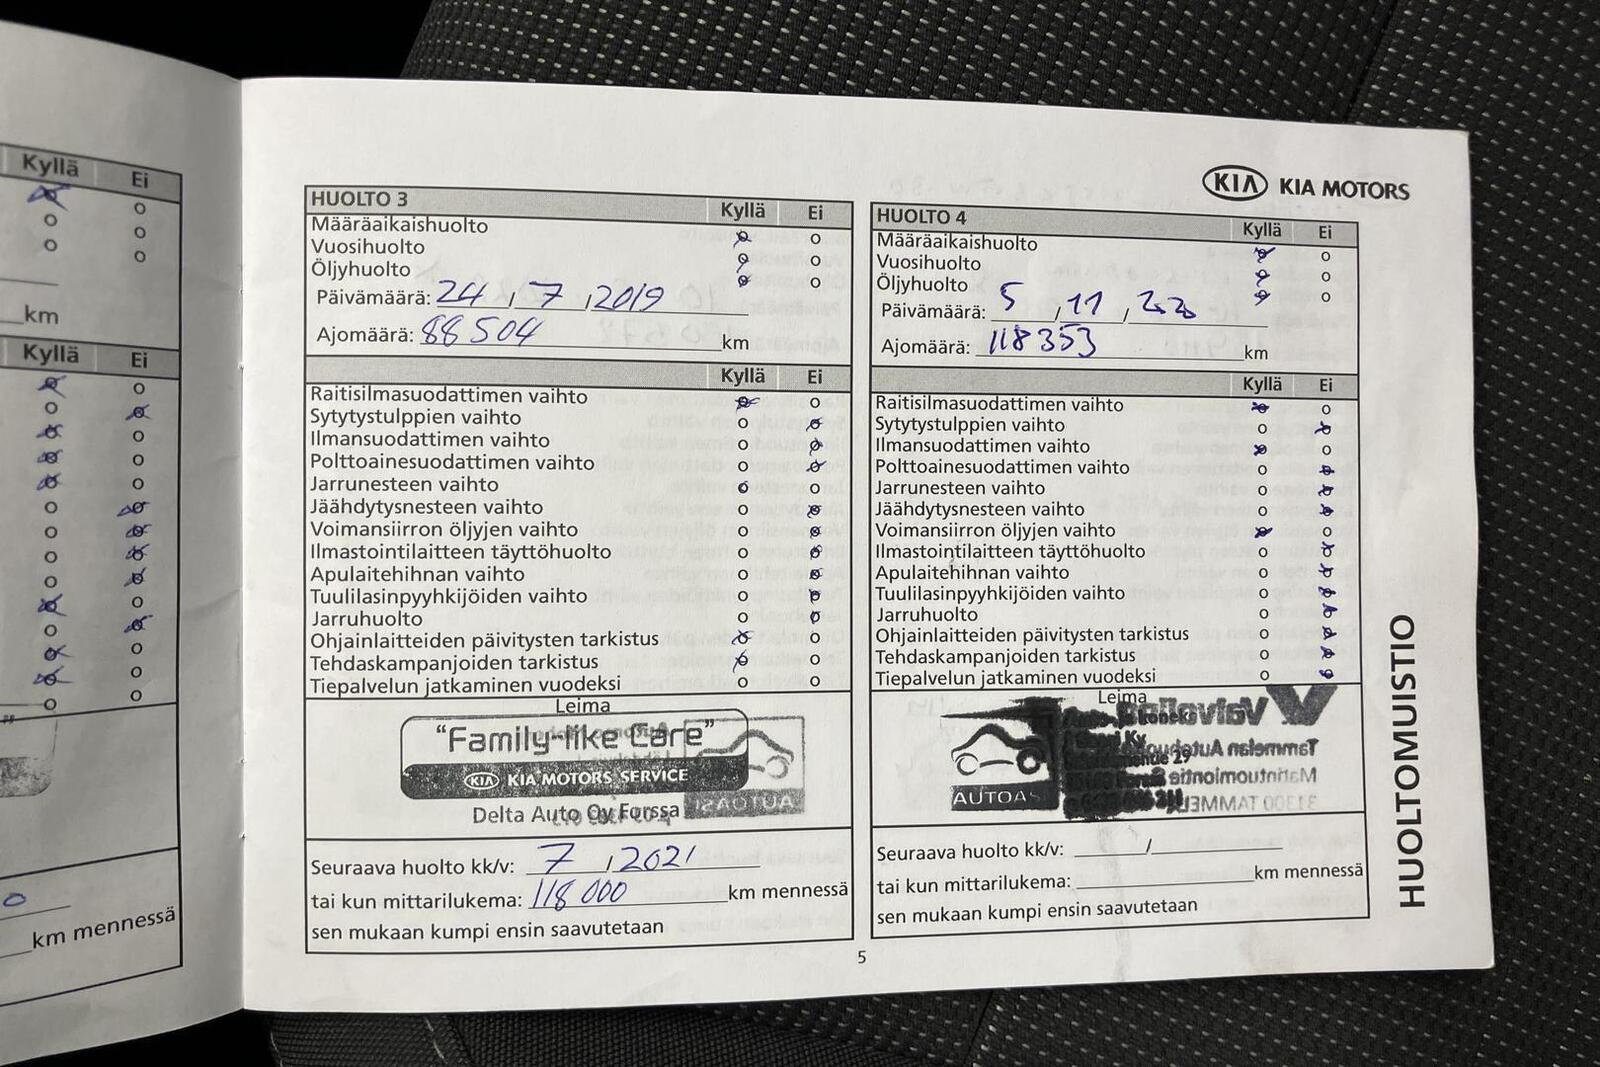 Kyllä Ei
km
Kyllä Ei
km mennessä
KIA KIA MOTORS
HUOLTO 3 Kyllä Ei
Määräaikaishuolto o
Vuosihuolto o
Öljyhuolto o
Päivämäärä: 24 / 7 / 2019
Ajomäärä: 88 504 km
Kyllä Ei
Raitisilmasuodattimen vaihto o
Sytytystulppien vaihto o
Ilmansuodattimen vaihto o
Polttoainesuodattimen vaihto o
Jarrunesteen vaihto o
Jäähdytysnesteen vaihto o
Voimansiirron öljyjen vaihto o
Ilmastointilaitteen täyttöhuolto o
Apulaitehihnan vaihto o
Tuulilasinpyyhkijöiden vaihto o
Jarruhuolto o
Ohjainlaitteiden päivitysten tarkistus o
Tehdaskampanjoiden tarkistus o
Tiepalvelun jatkaminen vuodeksi o o
Leima
"Family-like Care"
KIA KIA MOTORS SERVICE
Delta Auto Oy Forssa
Seuraava huolto kk/v: 7 / 2021
tai kun mittarilukema: 118 000 km mennessä
sen mukaan kumpi ensin saavutetaan
HUOLTO 4 Kyllä Ei
Määräaikaishuolto o
Vuosihuolto o
Öljyhuolto o
Päivämäärä: 5 / 11 / 22
Ajomäärä: 118 353 km
Kyllä Ei
Raitisilmasuodattimen vaihto o
Sytytystulppien vaihto o
Ilmansuodattimen vaihto o
Polttoainesuodattimen vaihto o
Jarrunesteen vaihto o
Jäähdytysnesteen vaihto o
Voimansiirron öljyjen vaihto o
Ilmastointilaitteen täyttöhuolto o
Apulaitehihnan vaihto o
Tuulilasinpyyhkijöiden vaihto o
Jarruhuolto o
Ohjainlaitteiden päivitysten tarkistus o
Tehdaskampanjoiden tarkistus o
Tiepalvelun jatkaminen vuodeksi o
Leima
AUTOAS
Seuraava huolto kk/v: /
tai kun mittarilukema: km mennessä
sen mukaan kumpi ensin saavutetaan
5
HUOLTOMUISTIO